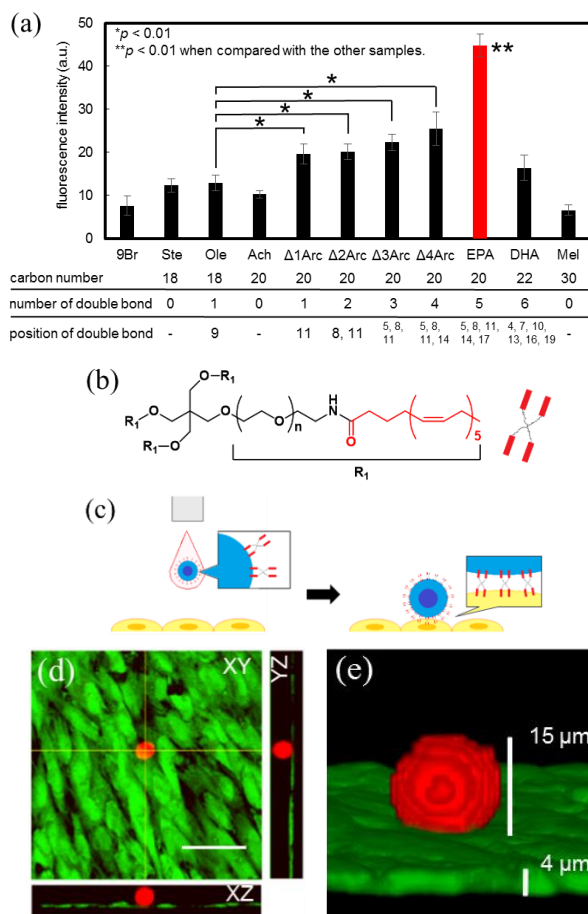 (a)
*p < 0.01
**p < 0.01 when compared with the other samples.
fluorescence intensity (a.u.)
50
40
30
20
10
0
* * * * **
9Br Ste Ole Ach Δ1Arc Δ2Arc Δ3Arc Δ4Arc EPA DHA Mel
carbon number 18 18 20 20 20 20 20 20 22 30
number of double bond 0 1 0 1 2 3 4 5 6 0
position of double bond - 9 - 11 8, 11 5, 8, 11 5, 8, 11, 14 5, 8, 11, 14, 17 4, 7, 10, 13, 16, 19 -
(b)
O-R₁
O R₁
R₁ O
R₁-O
O
O
n
H
N
O
5
R₁
(c)
(d)
XY
YZ
XZ
(e)
15 µm
4 µm